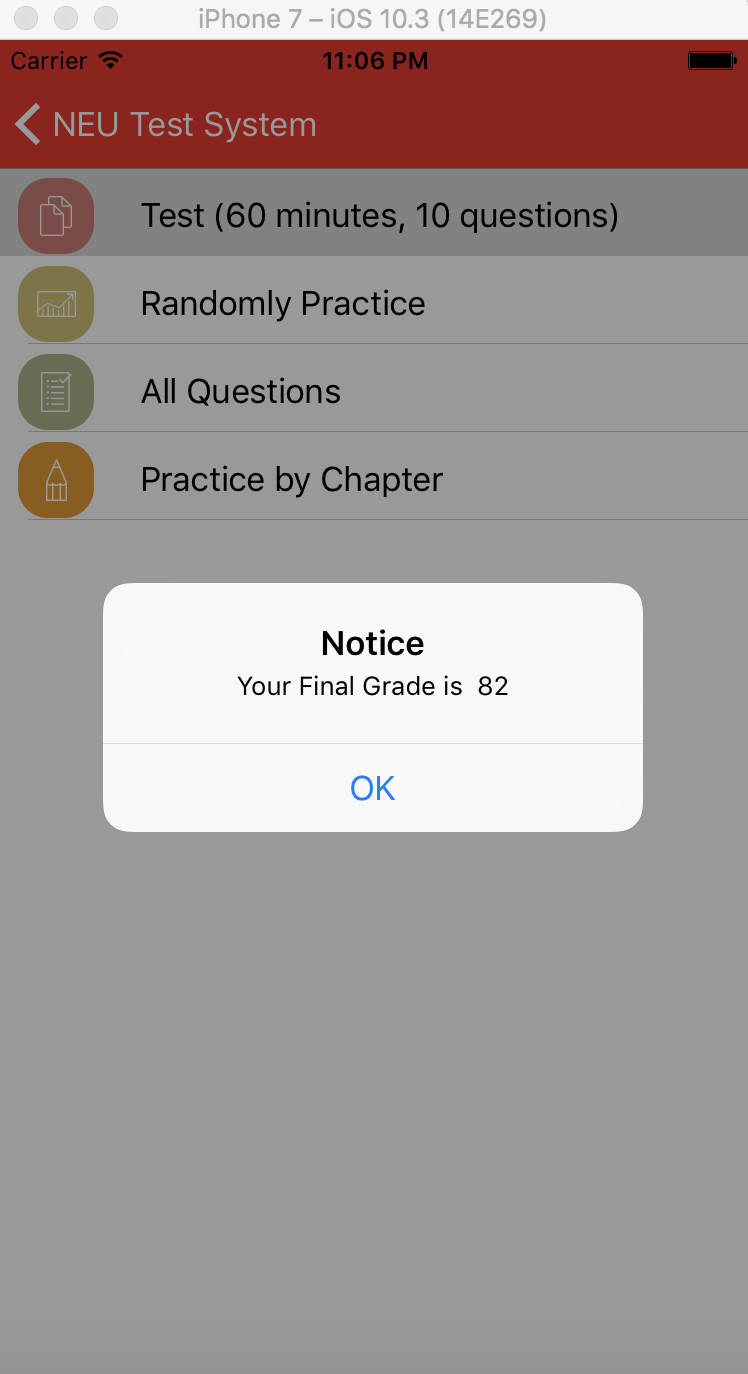 iPhone 7 – iOS 10.3 (14E269)
Carrier 11:06 PM
NEU Test System
Test (60 minutes, 10 questions)
Randomly Practice
All Questions
Practice by Chapter
Notice
Your Final Grade is  82
OK